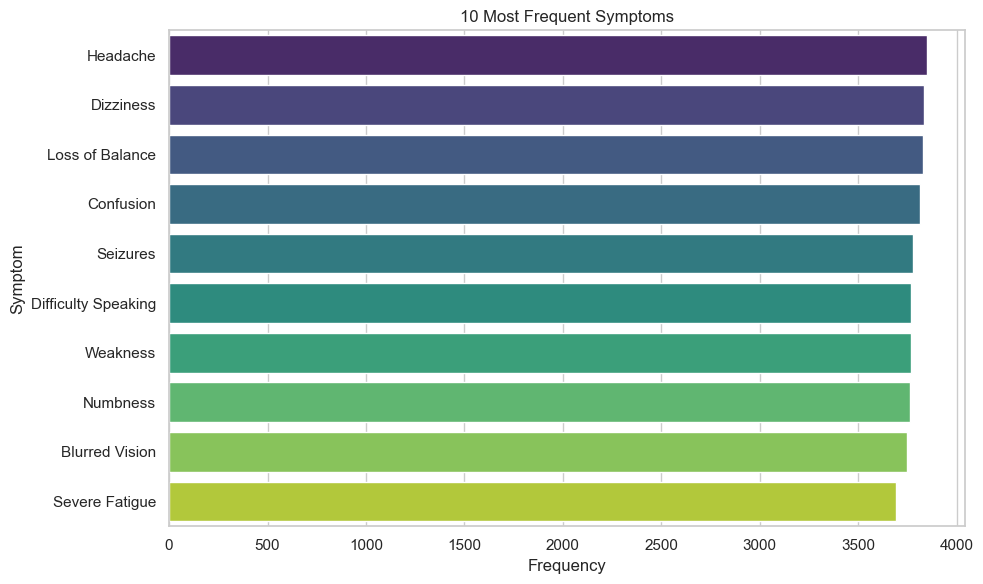 10 Most Frequent Symptoms
Symptom
Headache
Dizziness
Loss of Balance
Confusion
Seizures
Difficulty Speaking
Weakness
Numbness
Blurred Vision
Severe Fatigue
0 500 1000 1500 2000 2500 3000 3500 4000
Frequency